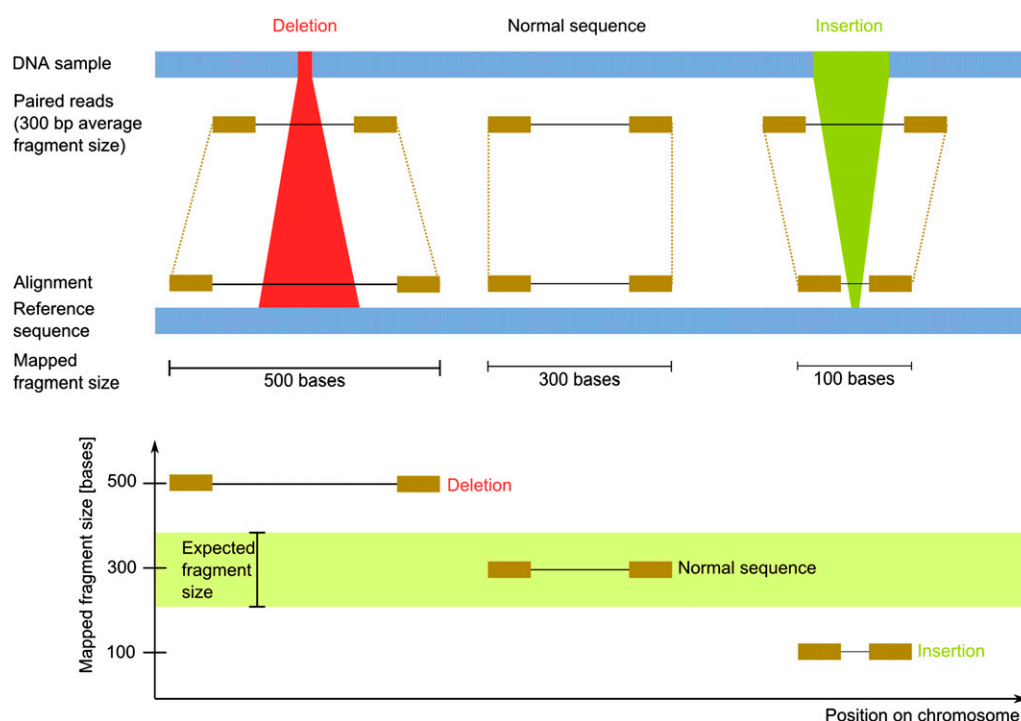 Deletion
Normal sequence
Insertion
DNA sample
Paired reads
(300 bp average
fragment size)
Alignment
Reference
sequence
Mapped
fragment size
500 bases
300 bases
100 bases
Mapped fragment size [bases]
500
Deletion
Expected
fragment
size
300
Normal sequence
100
Insertion
Position on chromosome